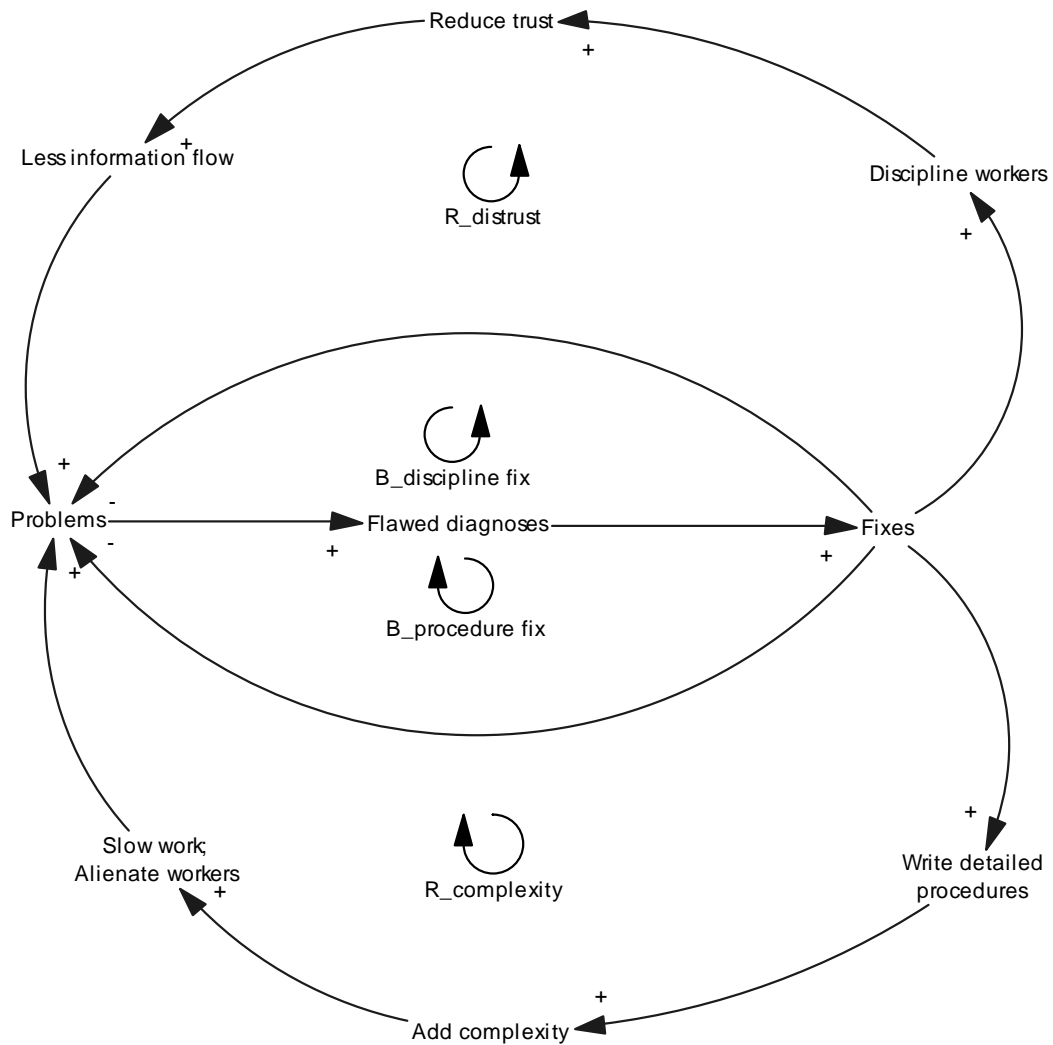 Reduce trust
+
+
Less information flow
Discipline workers
R_distrust
+
B_discipline fix
+
-
Problems
Flawed diagnoses
Fixes
-
+
+
+
B_procedure fix
+
Slow work;
Alienate workers
+
R_complexity
Write detailed
procedures
+
Add complexity